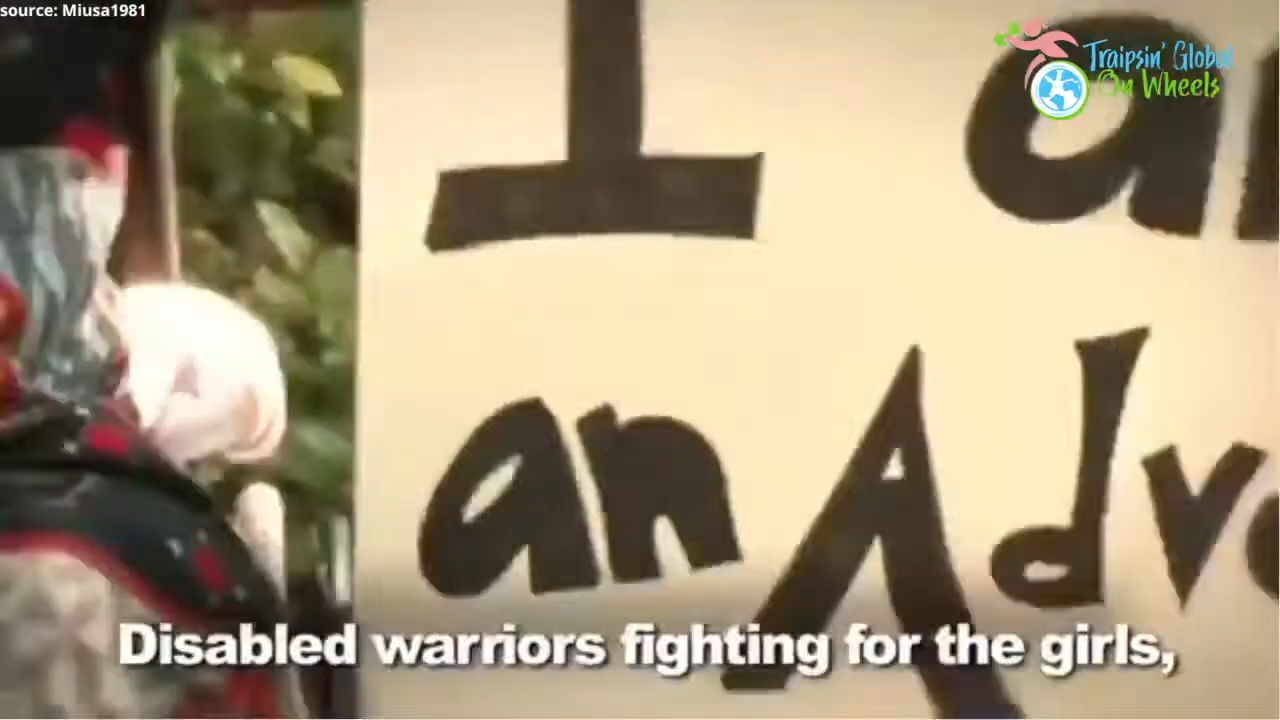 source: Miusa1981
Traipsin' Global
On Wheels
I a
an Adv
Disabled warriors fighting for the girls,